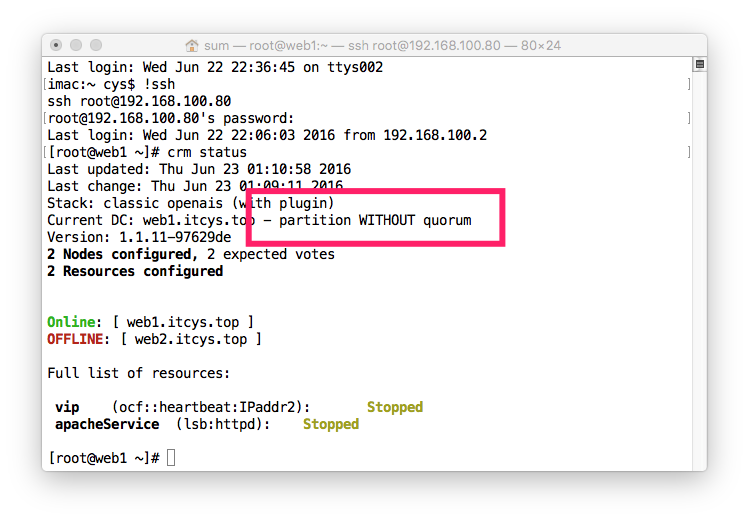 sum — root@web1:~ — ssh root@192.168.100.80 — 80×24
Last login: Wed Jun 22 22:36:45 on ttys002
[imac:~ cys$ !ssh ]
ssh root@192.168.100.80
[root@192.168.100.80's password: ]
Last login: Wed Jun 22 22:06:03 2016 from 192.168.100.2
[[root@web1 ~]# crm status ]
Last updated: Thu Jun 23 01:10:58 2016
Last change: Thu Jun 23 01:09:11 2016
Stack: classic openais (with plugin)
Current DC: web1.itcys.top - partition WITHOUT quorum
Version: 1.1.11-97629de
2 Nodes configured, 2 expected votes
2 Resources configured
Online: [ web1.itcys.top ]
OFFLINE: [ web2.itcys.top ]
Full list of resources:
vip (ocf::heartbeat:IPaddr2): Stopped
apacheService (lsb:httpd): Stopped
[root@web1 ~]#